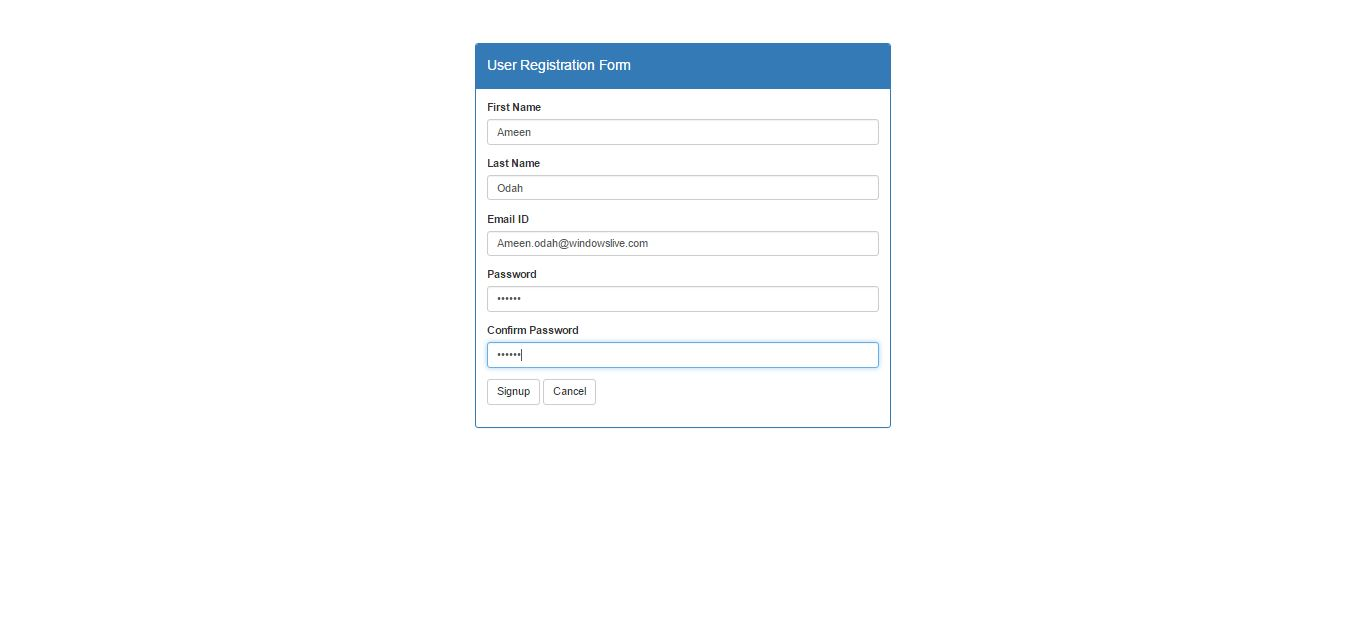 User Registration Form
First Name
Ameen
Last Name
Odah
Email ID
Ameen.odah@windowslive.com
Password
••••••
Confirm Password
••••••
Signup Cancel